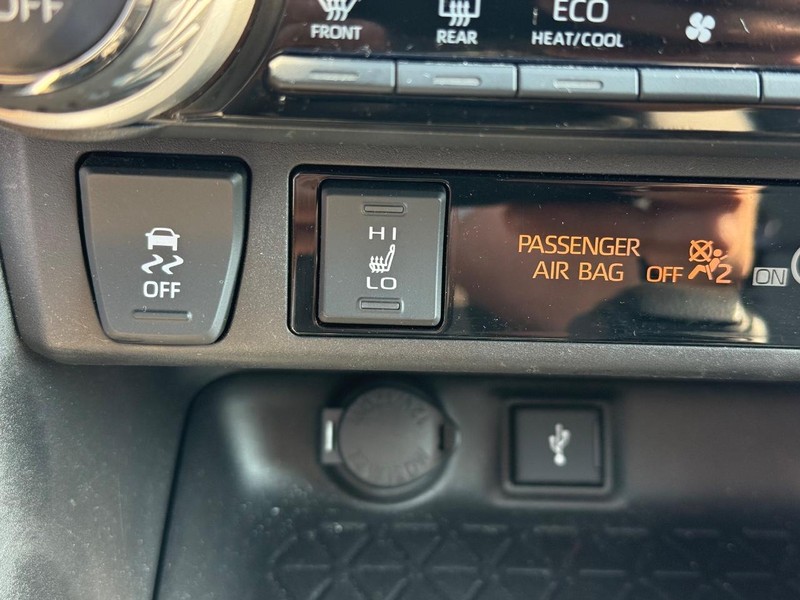 OFF
FRONT
REAR
ECO
HEAT/COOL
OFF
HI
LO
PASSENGER
AIR BAG OFF 2 ON